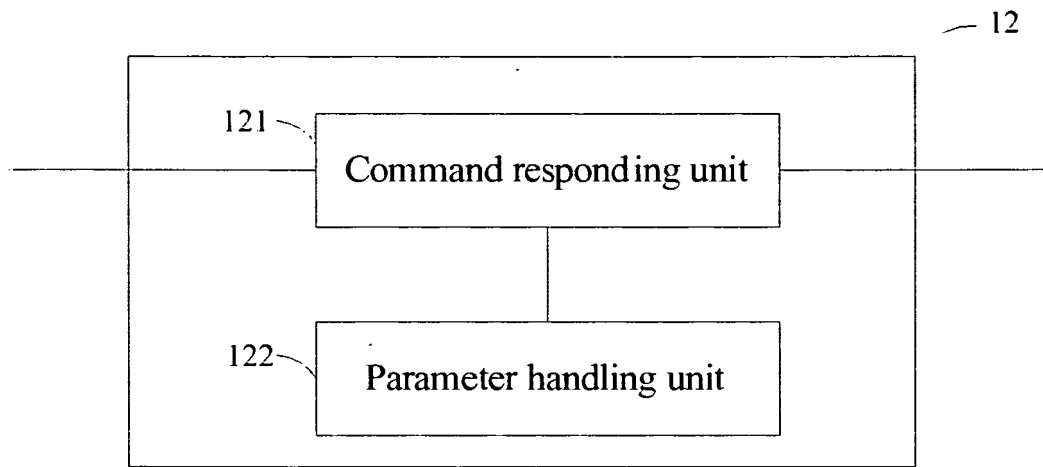 12
121
Command responding unit
122
Parameter handling unit